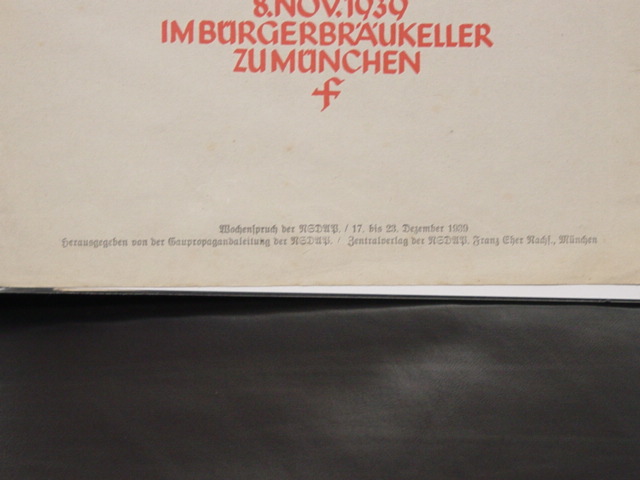 8. NOV. 1939
IM BÜRGERBRÄUKELLER
ZU MÜNCHEN
Wochenspruch der NSDAP. / 17. bis 23. Dezember 1939
Herausgegeben von der Gaupropagandaleitung der NSDAP. / Zentralverlag der NSDAP. Franz Eher Nachf., München